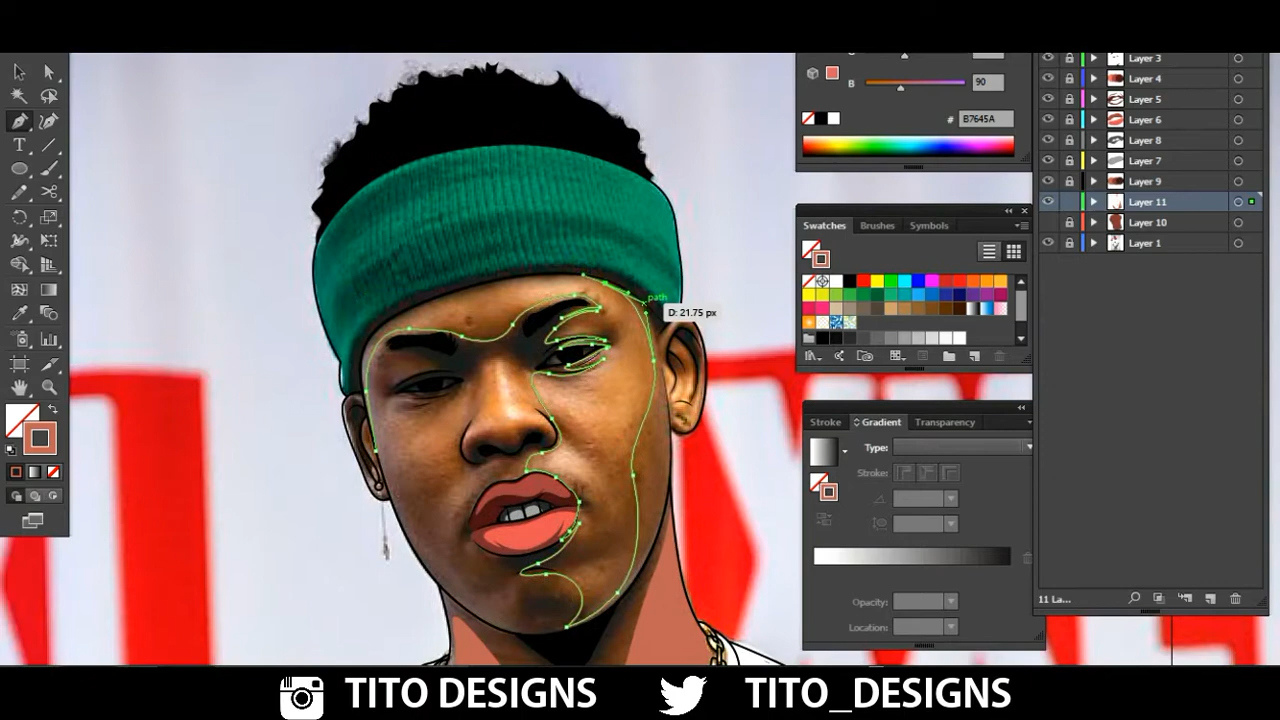 Layer 3
B
90
Layer 4
Layer 5
# B7645A
Layer 6
Layer 8
Layer 7
Layer 9
Layer 11
Swatches Brushes Symbols
Layer 10
Layer 1
path
D: 21.75 px
Stroke Gradient Transparency
Type:
Stroke:
Opacity:
Location:
11 La...
TITO DESIGNS TITO_DESIGNS